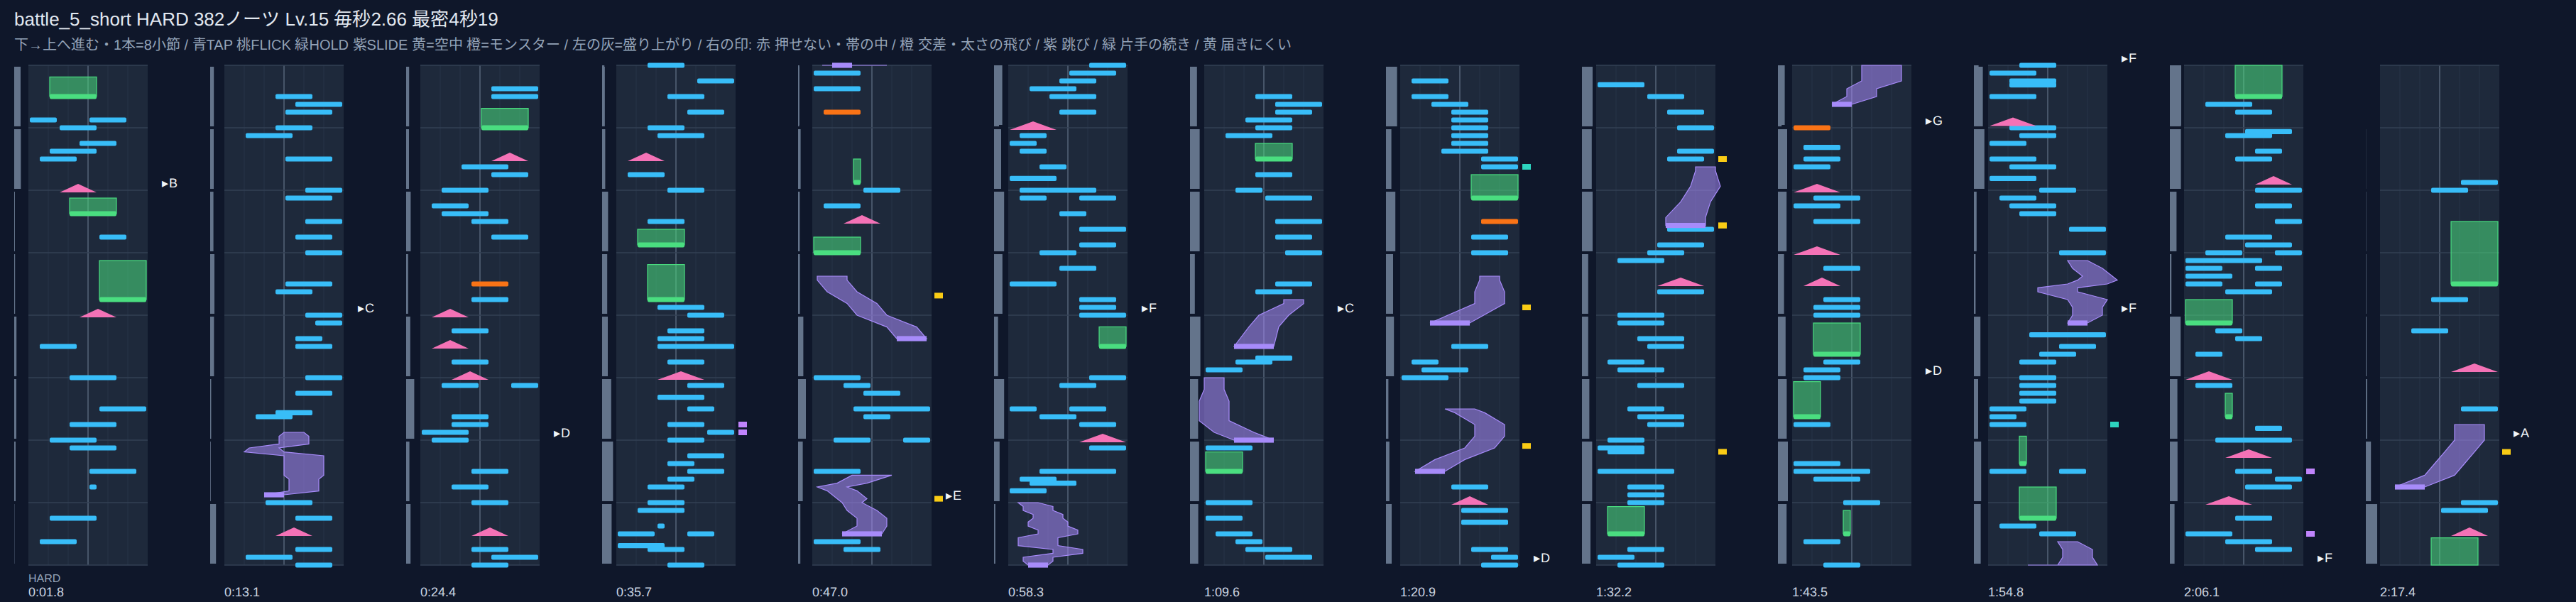 battle_5_short HARD 382ノーツ Lv.15 毎秒2.66 最密4秒19
下→上へ進む・1本=8小節 / 青TAP 桃FLICK 緑HOLD 紫SLIDE 黄=空中 橙=モンスター / 左の灰=盛り上がり / 右の印: 赤 押せない・帯の中 / 橙 交差・太さの飛び / 紫 跳び / 緑 片手の続き / 黄 届きにくい
▸F
▸G
▸B
▸C
▸F
▸C
▸F
▸D
▸D
▸A
▸E
▸D
▸F
HARD
0:01.8
0:13.1
0:24.4
0:35.7
0:47.0
0:58.3
1:09.6
1:20.9
1:32.2
1:43.5
1:54.8
2:06.1
2:17.4